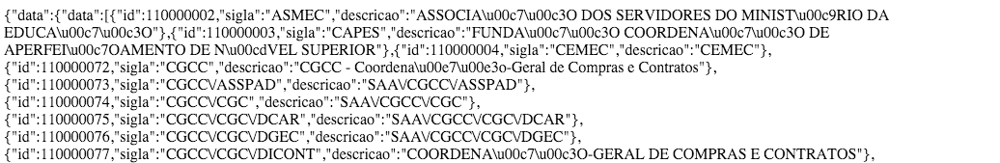 {"data":{"data":[{"id":110000002,"sigla":"ASMEC","descricao":"ASSOCIA\u00c7\u00c3O DOS SERVIDORES DO MINIST\u00c9RIO DA
EDUCA\u00c7\u00c3O"},{"id":110000003,"sigla":"CAPES","descricao":"FUNDA\u00c7\u00c3O COORDENA\u00c7\u00c3O DE
APERFEI\u00c7OAMENTO DE N\u00cdVEL SUPERIOR"},{"id":110000004,"sigla":"CEMEC","descricao":"CEMEC"},
{"id":110000072,"sigla":"CGCC","descricao":"CGCC - Coordena\u00e7\u00e3o-Geral de Compras e Contratos"},
{"id":110000073,"sigla":"CGCC\/ASSPAD","descricao":"SAA\/CGCC\/ASSPAD"},
{"id":110000074,"sigla":"CGCC\/CGC","descricao":"SAA\/CGCC\/CGC"},
{"id":110000075,"sigla":"CGCC\/CGC\/DCAR","descricao":"SAA\/CGCC\/CGC\/DCAR"},
{"id":110000076,"sigla":"CGCC\/CGC\/DGEC","descricao":"SAA\/CGCC\/CGC\/DGEC"},
{"id":110000077,"sigla":"CGCC\/CGC\/DICONT","descricao":"COORDENA\u00c7\u00c3O-GERAL DE COMPRAS E CONTRATOS"},